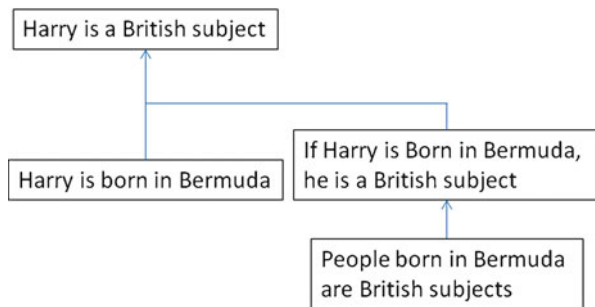 Harry is a British subject
Harry is born in Bermuda
If Harry is Born in Bermuda,
he is a British subject
People born in Bermuda
are British subjects